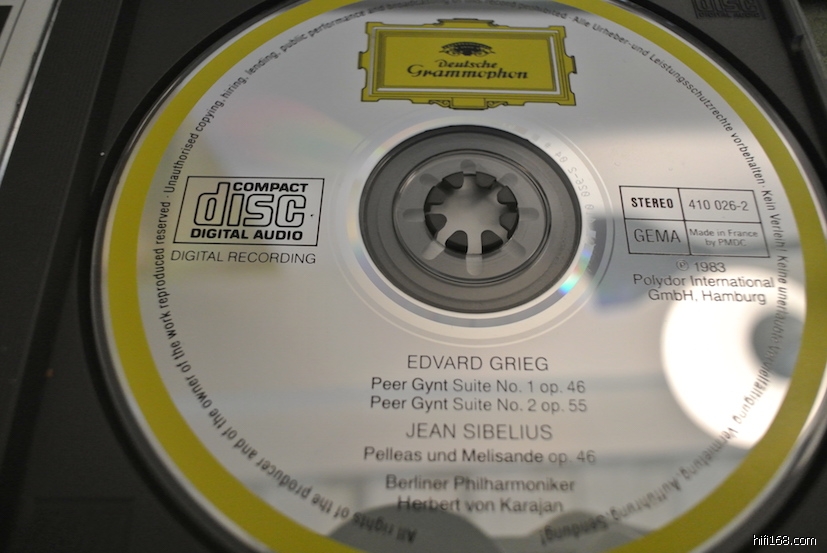 Deutsche
Grammophon
COMPACT
disc
DIGITAL AUDIO
DIGITAL RECORDING
STEREO
410 026-2
GEMA
Made in France
by PMDC
℗ 1983
Polydor International
GmbH, Hamburg
EDVARD GRIEG
Peer Gynt Suite No. 1 op. 46
Peer Gynt Suite No. 2 op. 55
JEAN SIBELIUS
Pelleas und Melisande op. 46
Berliner Philharmoniker
Herbert von Karajan
All rights of the producer and of the owner of the work reproduced reserved · Unauthorised copying, hiring, lending, public performance and broadcasting of this record prohibited · Alle Urheber- und Leistungsschutzrechte vorbehalten · Kein Verleih! Keine unerlaubte Vervielfältigung, Vermietung, Aufführung, Sendung!
hifi168.com